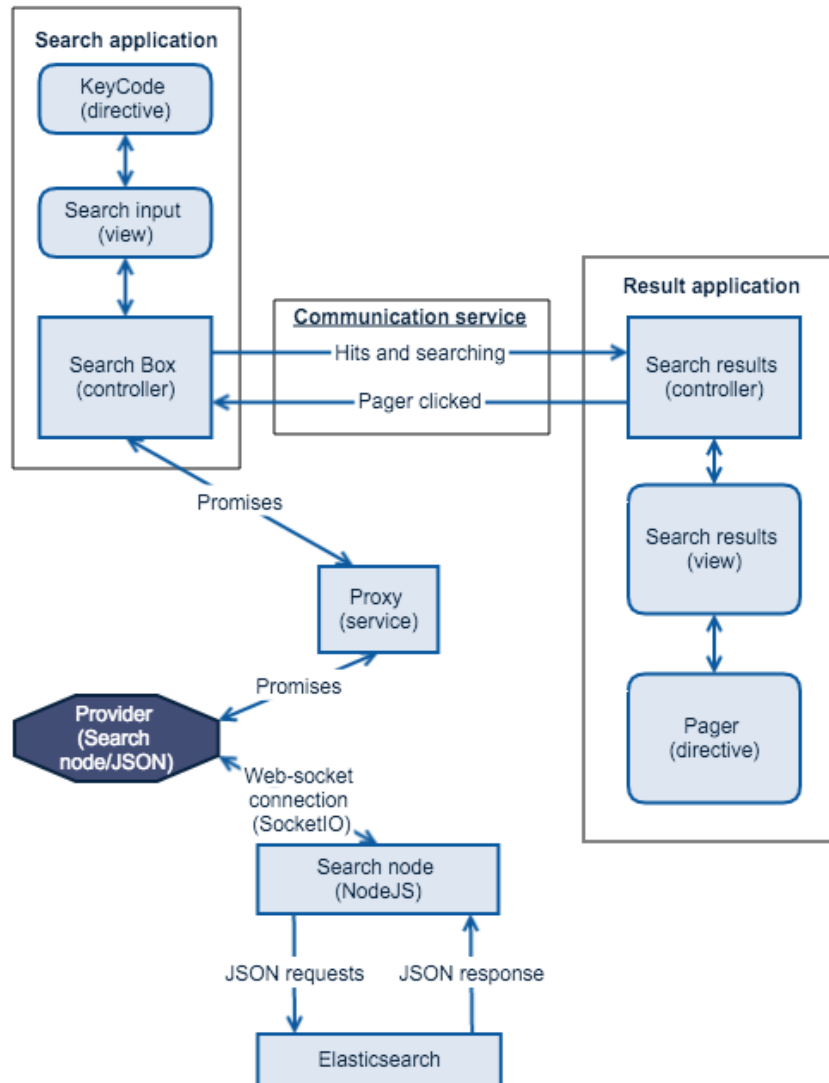 Search application
KeyCode
(directive)
Search input
(view)
Search Box
(controller)
Communication service
Hits and searching
Pager clicked
Result application
Search results
(controller)
Search results
(view)
Pager
(directive)
Promises
Proxy
(service)
Promises
Provider
(Search
node/JSON)
Web-socket
connection
(SocketIO)
Search node
(NodeJS)
JSON requests
JSON response
Elasticsearch